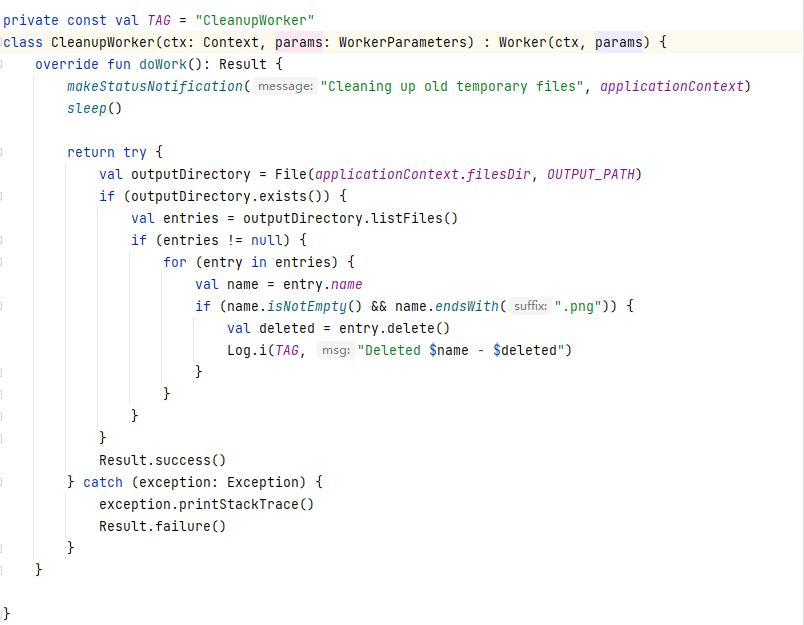 private const val TAG = "CleanupWorker"
class CleanupWorker(ctx: Context, params: WorkerParameters) : Worker(ctx, params) {
    override fun doWork(): Result {
        makeStatusNotification( message: "Cleaning up old temporary files", applicationContext)
        sleep()

        return try {
            val outputDirectory = File(applicationContext.filesDir, OUTPUT_PATH)
            if (outputDirectory.exists()) {
                val entries = outputDirectory.listFiles()
                if (entries != null) {
                    for (entry in entries) {
                        val name = entry.name
                        if (name.isNotEmpty() && name.endsWith( suffix: ".png")) {
                            val deleted = entry.delete()
                            Log.i(TAG, msg: "Deleted $name - $deleted")
                        }
                    }
                }
            }
            Result.success()
        } catch (exception: Exception) {
            exception.printStackTrace()
            Result.failure()
        }
    }

}